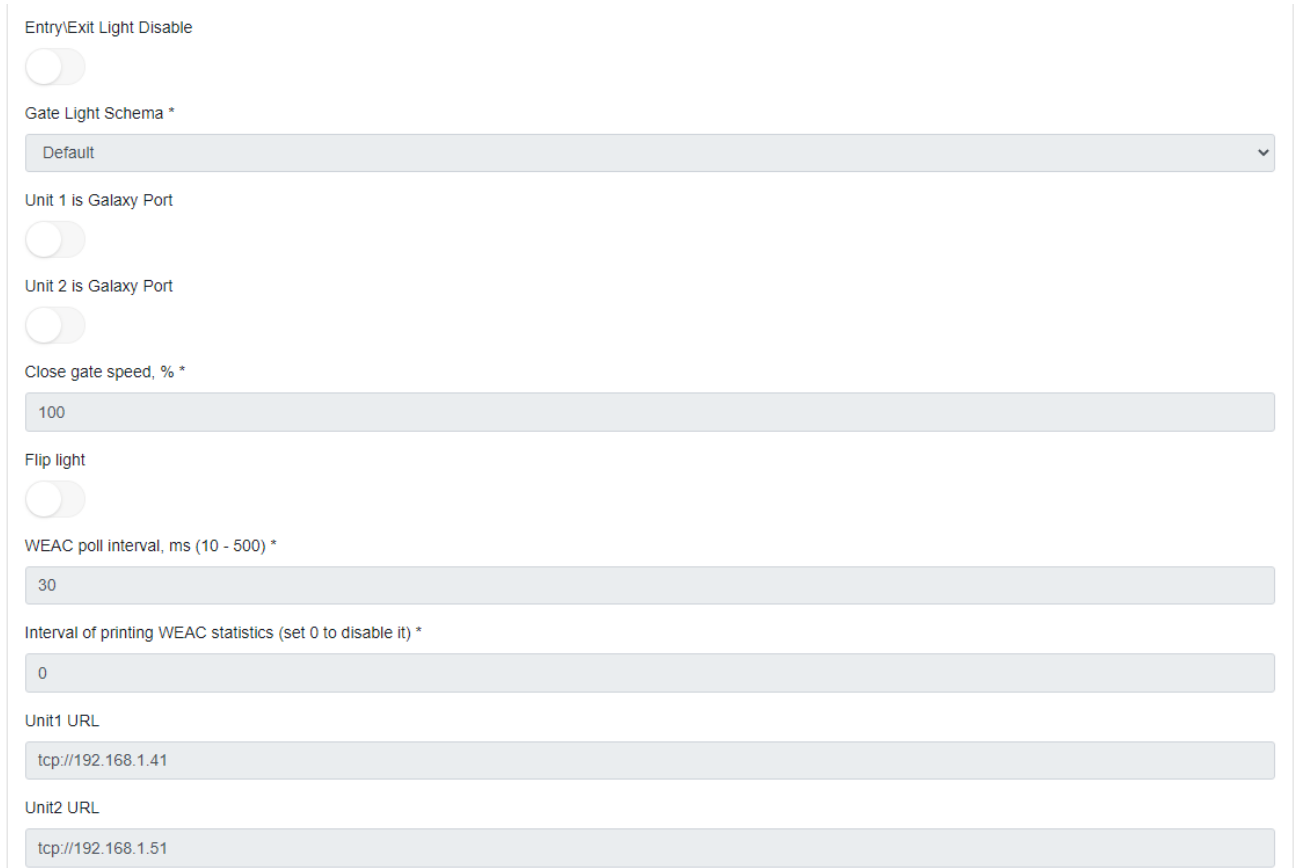 Entry\Exit Light Disable
Gate Light Schema *
Default
Unit 1 is Galaxy Port
Unit 2 is Galaxy Port
Close gate speed, % *
100
Flip light
WEAC poll interval, ms (10 - 500) *
30
Interval of printing WEAC statistics (set 0 to disable it) *
0
Unit1 URL
tcp://192.168.1.41
Unit2 URL
tcp://192.168.1.51